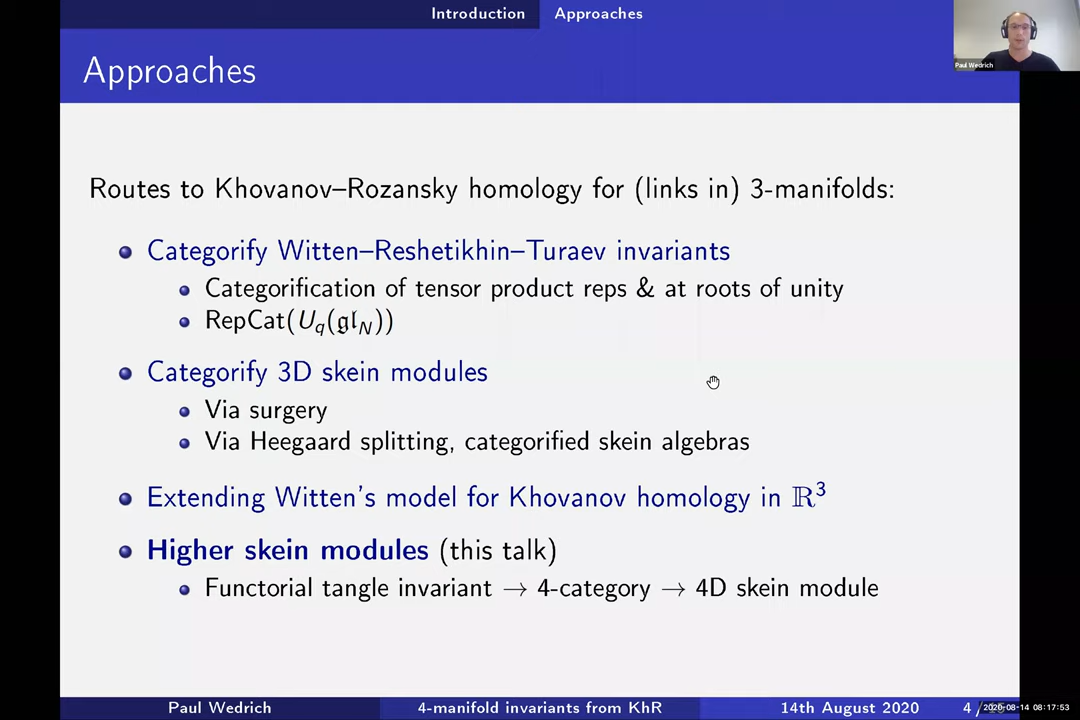 Introduction Approaches
Paul Wedrich
Approaches
Routes to Khovanov–Rozansky homology for (links in) 3-manifolds:
Categorify Witten–Reshetikhin–Turaev invariants
Categorification of tensor product reps & at roots of unity
RepCat(U_q(𝔤𝔩_N))
Categorify 3D skein modules
Via surgery
Via Heegaard splitting, categorified skein algebras
Extending Witten's model for Khovanov homology in ℝ³
Higher skein modules (this talk)
Functorial tangle invariant → 4-category → 4D skein module
Paul Wedrich 4-manifold invariants from KhR 14th August 2020 4 / 2020-08-14 08:17:53